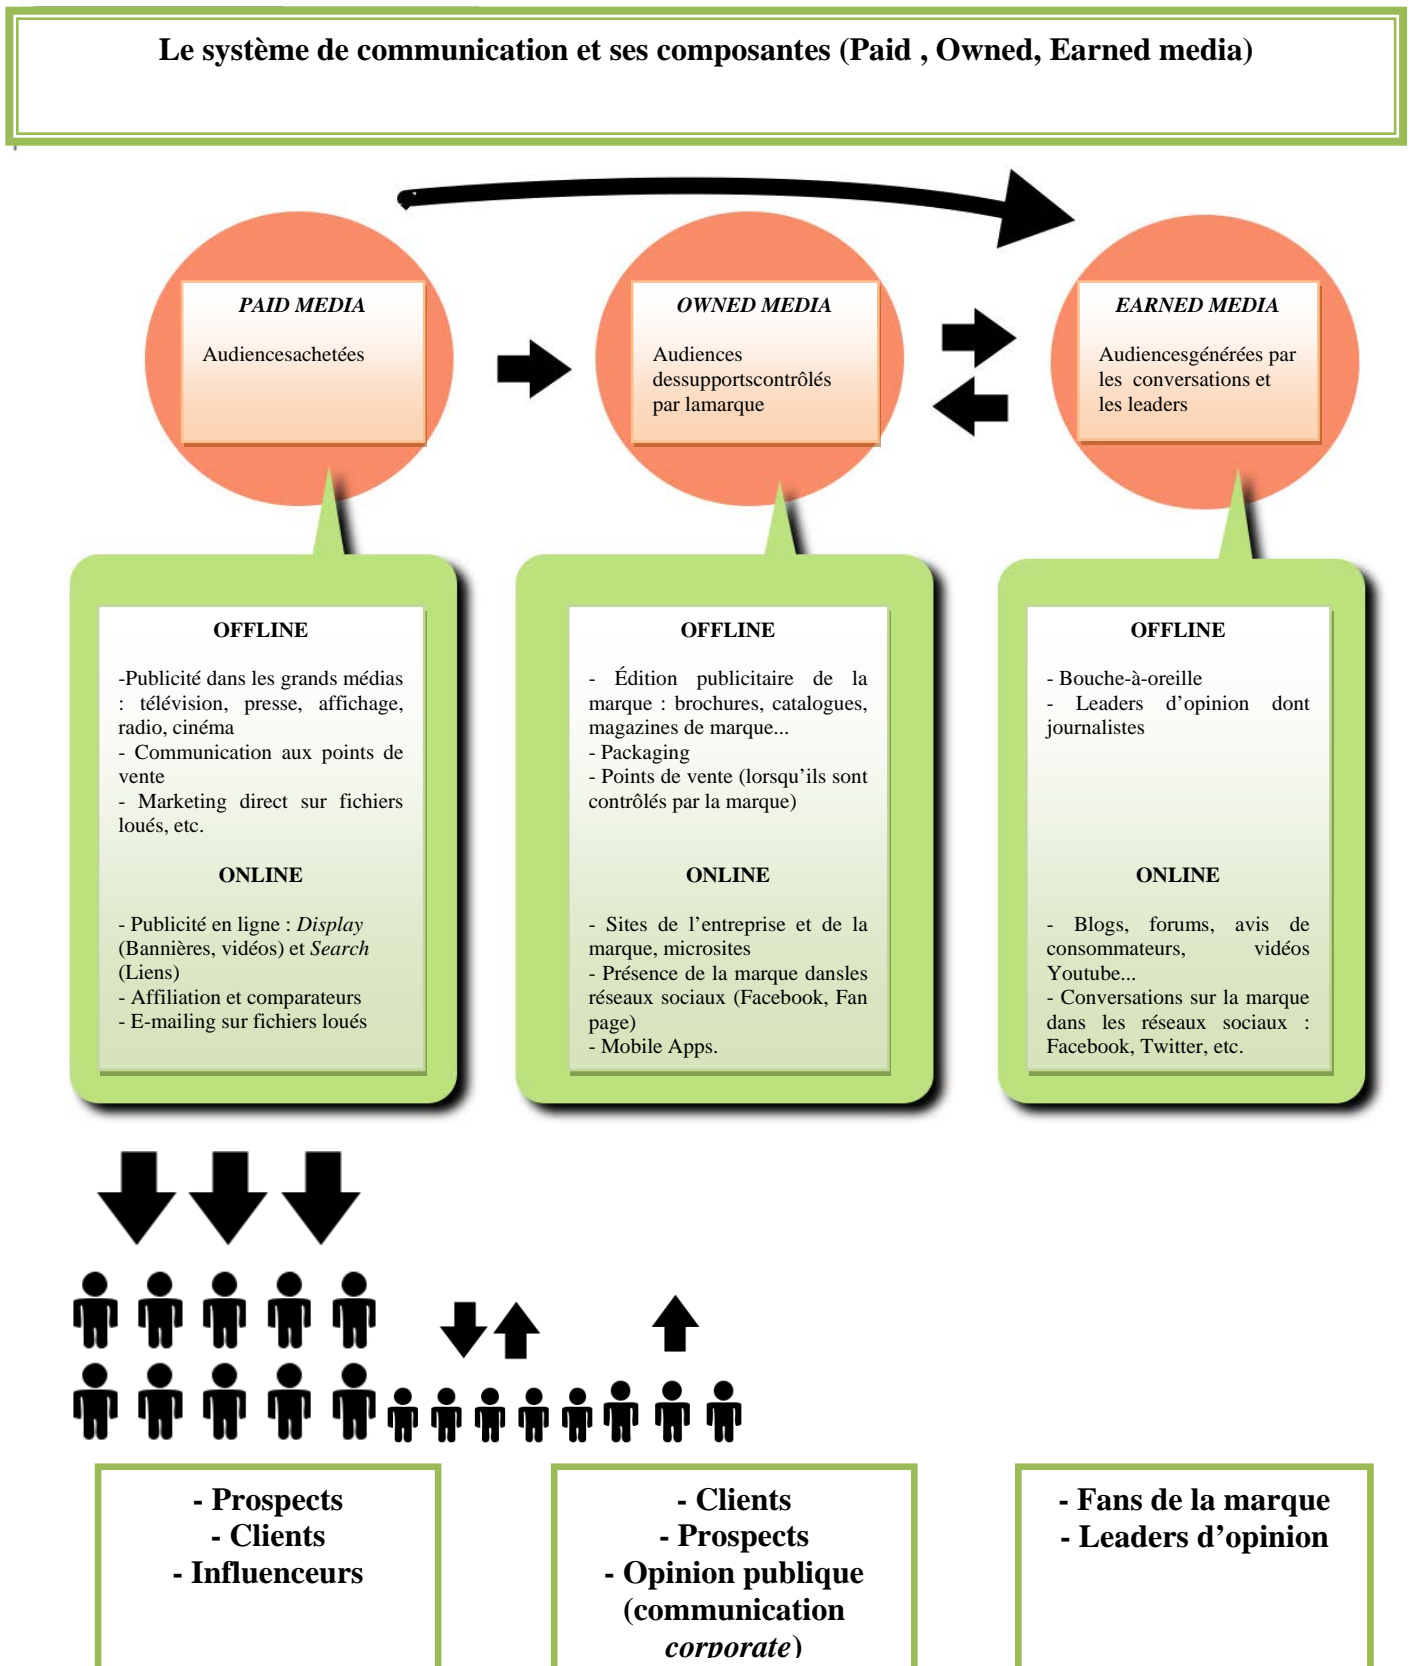 Le système de communication et ses composantes (Paid , Owned, Earned media)
PAID MEDIA
Audiencesachetées
OWNED MEDIA
Audiences
dessupportscontrôlés
par lamarque
EARNED MEDIA
Audiencesgénérées par
les conversations et
les leaders
OFFLINE
-Publicité dans les grands médias
: télévision, presse, affichage,
radio, cinéma
- Communication aux points de
vente
- Marketing direct sur fichiers
loués, etc.
ONLINE
- Publicité en ligne : Display
(Bannières, vidéos) et Search
(Liens)
- Affiliation et comparateurs
- E-mailing sur fichiers loués
OFFLINE
- Édition publicitaire de la
marque : brochures, catalogues,
magazines de marque...
- Packaging
- Points de vente (lorsqu’ils sont
contrôlés par la marque)
ONLINE
- Sites de l’entreprise et de la
marque, microsites
- Présence de la marque dansles
réseaux sociaux (Facebook, Fan
page)
- Mobile Apps.
OFFLINE
- Bouche-à-oreille
- Leaders d’opinion dont
journalistes
ONLINE
- Blogs, forums, avis de
consommateurs, vidéos
Youtube...
- Conversations sur la marque
dans les réseaux sociaux :
Facebook, Twitter, etc.
- Prospects
- Clients
- Influenceurs
- Clients
- Prospects
- Opinion publique
(communication
corporate)
- Fans de la marque
- Leaders d’opinion